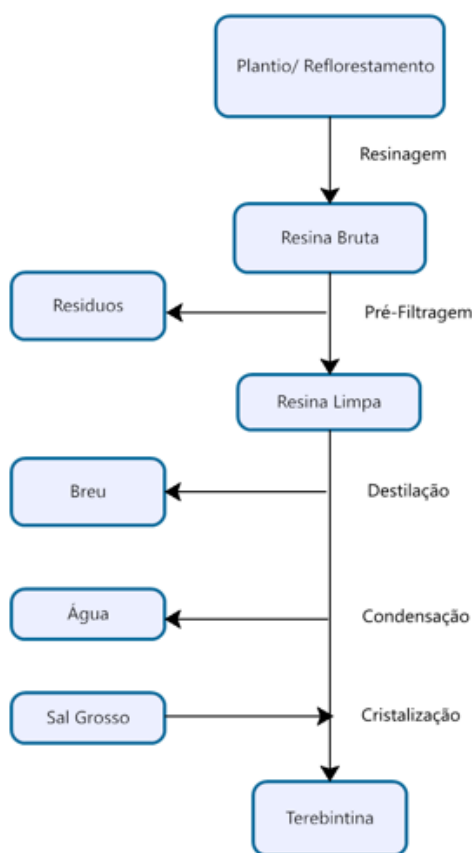 Plantio/ Reflorestamento
Resinagem
Resina Bruta
Residuos
Pré-Filtragem
Resina Limpa
Breu
Destilação
Água
Condensação
Sal Grosso
Cristalização
Terebintina